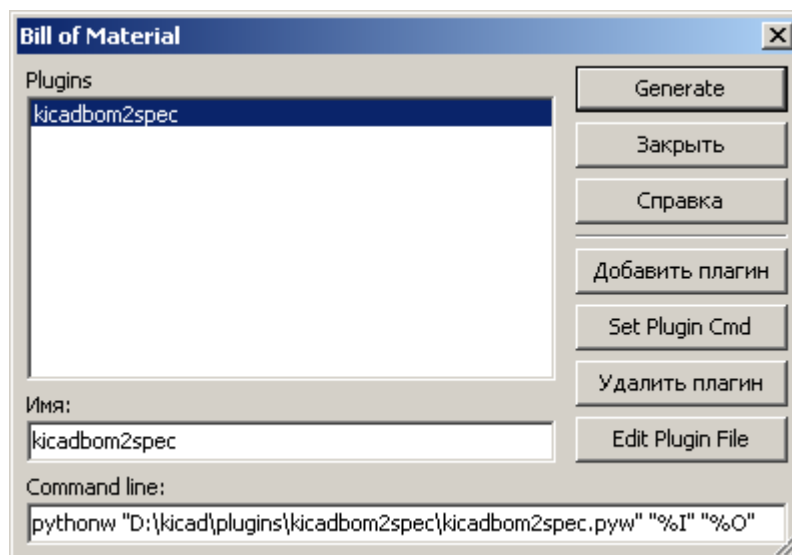 Bill of Material
Plugins
kicadbom2spec
Generate
Закрыть
Справка
Добавить плагин
Set Plugin Cmd
Удалить плагин
Edit Plugin File
Имя:
kicadbom2spec
Command line:
pythonw "D:\kicad\plugins\kicadbom2spec\kicadbom2spec.pyw" "%I" "%O"